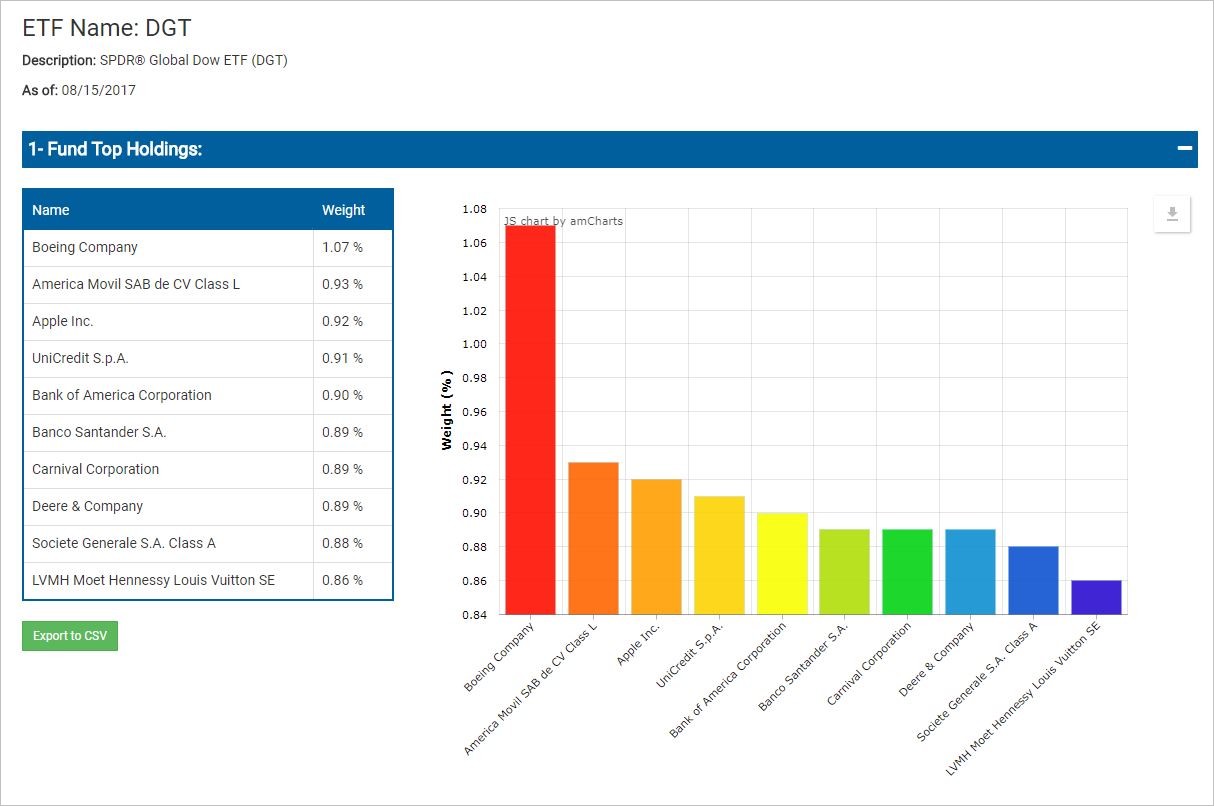 ETF Name: DGT
Description: SPDR® Global Dow ETF (DGT)
As of: 08/15/2017
1- Fund Top Holdings:
Name Weight
Boeing Company 1.07 %
America Movil SAB de CV Class L 0.93 %
Apple Inc. 0.92 %
UniCredit S.p.A. 0.91 %
Bank of America Corporation 0.90 %
Banco Santander S.A. 0.89 %
Carnival Corporation 0.89 %
Deere & Company 0.89 %
Societe Generale S.A. Class A 0.88 %
LVMH Moet Hennessy Louis Vuitton SE 0.86 %
Export to CSV
JS chart by amCharts
Weight (%)
1.08
1.06
1.04
1.02
1.00
0.98
0.96
0.94
0.92
0.90
0.88
0.86
0.84
Boeing Company
America Movil SAB de CV Class L
Apple Inc.
UniCredit S.p.A.
Bank of America Corporation
Banco Santander S.A.
Carnival Corporation
Deere & Company
Societe Generale S.A. Class A
LVMH Moet Hennessy Louis Vuitton SE